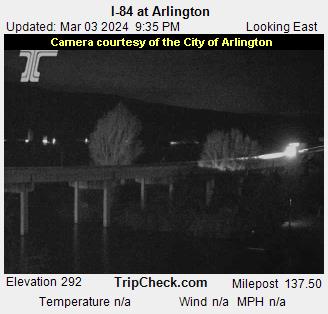 I-84 at Arlington
Updated: Mar 03 2024 9:35 PM Looking East
Camera courtesy of the City of Arlington
Elevation 292 TripCheck.com Milepost 137.50
Temperature n/a Wind n/a MPH n/a